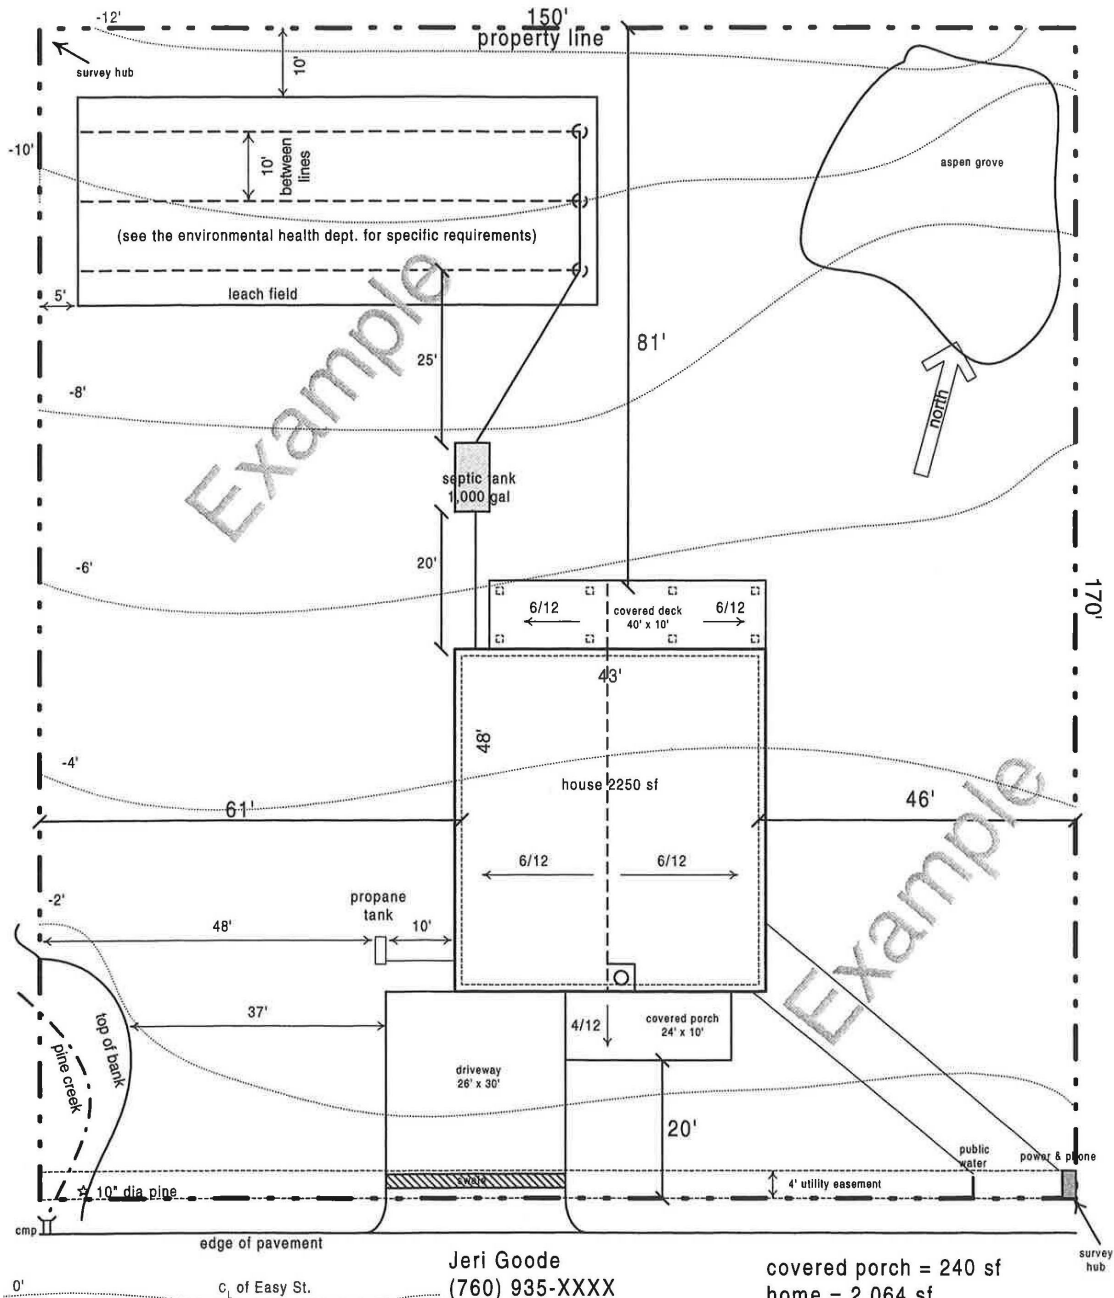 -12'
150'
property line
survey hub
10'
-10'
10'
between
lines
aspen grove
(see the environmental health dept. for specific requirements)
5'
leach field
Example
25'
81'
north
-8'
septic tank
1,000 gal
20'
-6'
6/12
covered deck
40' x 10'
6/12
170'
43'
48'
-4'
house 2250 sf
61'
46'
Example
6/12
6/12
-2'
propane
tank
48'
10'
37'
top of bank
pine creek
4/12
covered porch
24' x 10'
driveway
26' x 30'
20'
public
water
power & phone
swale
10" dia pine
4' utility easement
cmp
edge of pavement
survey
hub
0'
CL of Easy St.
Jeri Goode
(760) 935-XXXX
covered porch = 240 sf
home = 2,064 sf